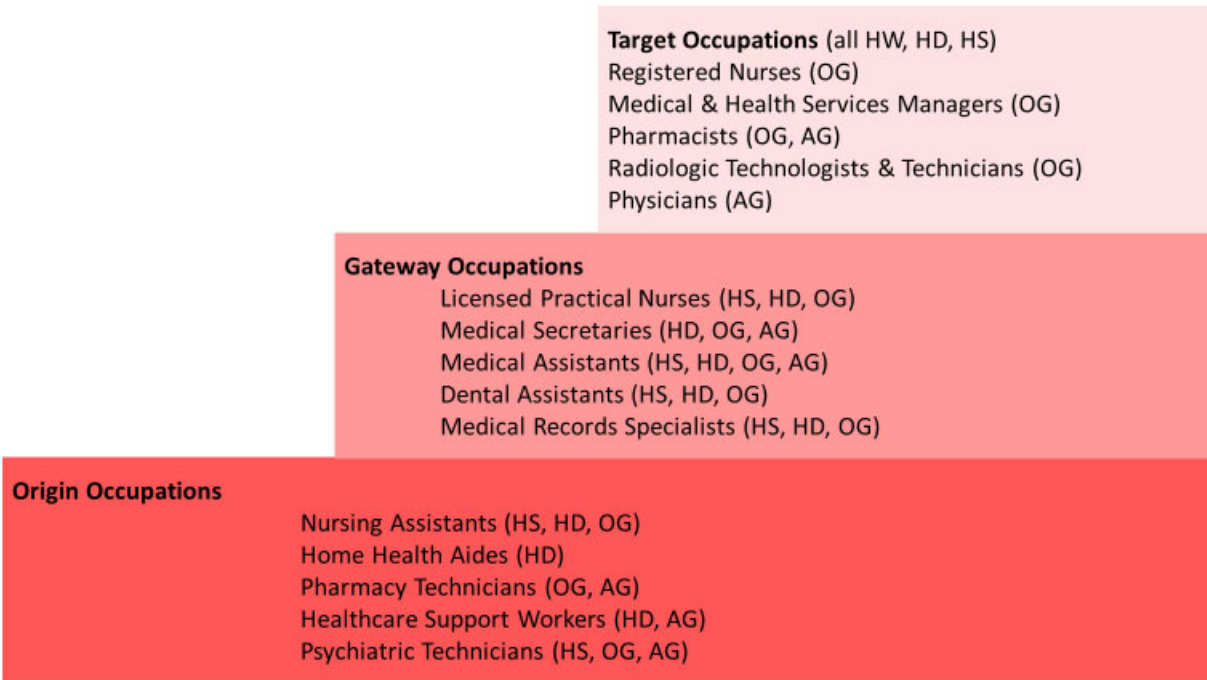 Target Occupations (all HW, HD, HS)
Registered Nurses (OG)
Medical & Health Services Managers (OG)
Pharmacists (OG, AG)
Radiologic Technologists & Technicians (OG)
Physicians (AG)
Gateway Occupations
Licensed Practical Nurses (HS, HD, OG)
Medical Secretaries (HD, OG, AG)
Medical Assistants (HS, HD, OG, AG)
Dental Assistants (HS, HD, OG)
Medical Records Specialists (HS, HD, OG)
Origin Occupations
Nursing Assistants (HS, HD, OG)
Home Health Aides (HD)
Pharmacy Technicians (OG, AG)
Healthcare Support Workers (HD, AG)
Psychiatric Technicians (HS, OG, AG)